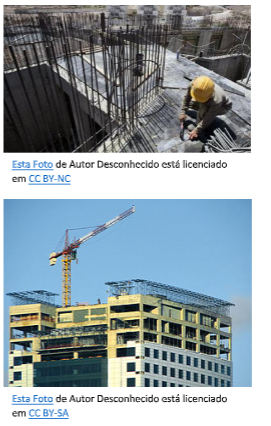 Esta Foto de Autor Desconhecido está licenciado
em CC BY-NC
Esta Foto de Autor Desconhecido está licenciado
em CC BY-SA